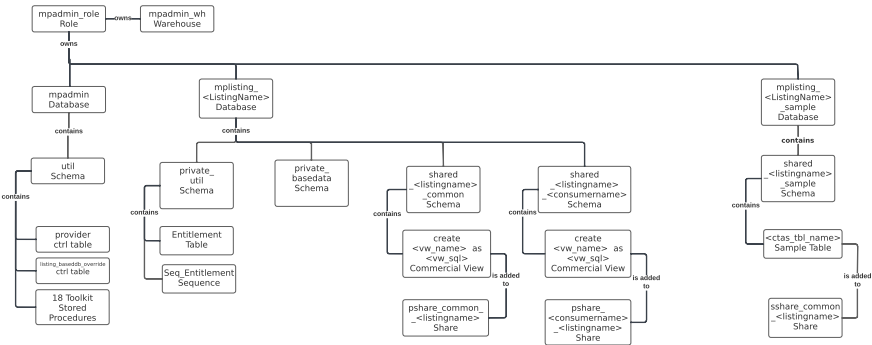 mpadmin_role
Role
owns
mpadmin_wh
Warehouse
owns
mpadmin
Database
mplisting_
<ListingName>
Database
mplisting_
<ListingName>
_sample
Database
contains
contains
contains
util
Schema
private_
util
Schema
private_
basedata
Schema
shared
_<listingname>
_common
Schema
shared
_<listingname>
_<consumername>
Schema
shared
_<listingname>
_sample
Schema
contains
contains
contains
contains
contains
provider
ctrl table
Entitlement
Table
create
<vw_name> as
<vw_sql>
Commercial View
create
<vw_name> as
<vw_sql>
Commercial View
<ctas_tbl_name>
Sample Table
listing_baseddb_override
ctrl table
Seq_Entitlement
Sequence
is added
to
is added
to
is added
to
18 Toolkit
Stored
Procedures
pshare_common_
_<listingname>
Share
pshare_
<consumername>
_<listingname>
Share
sshare_common
_<listingname>
Share